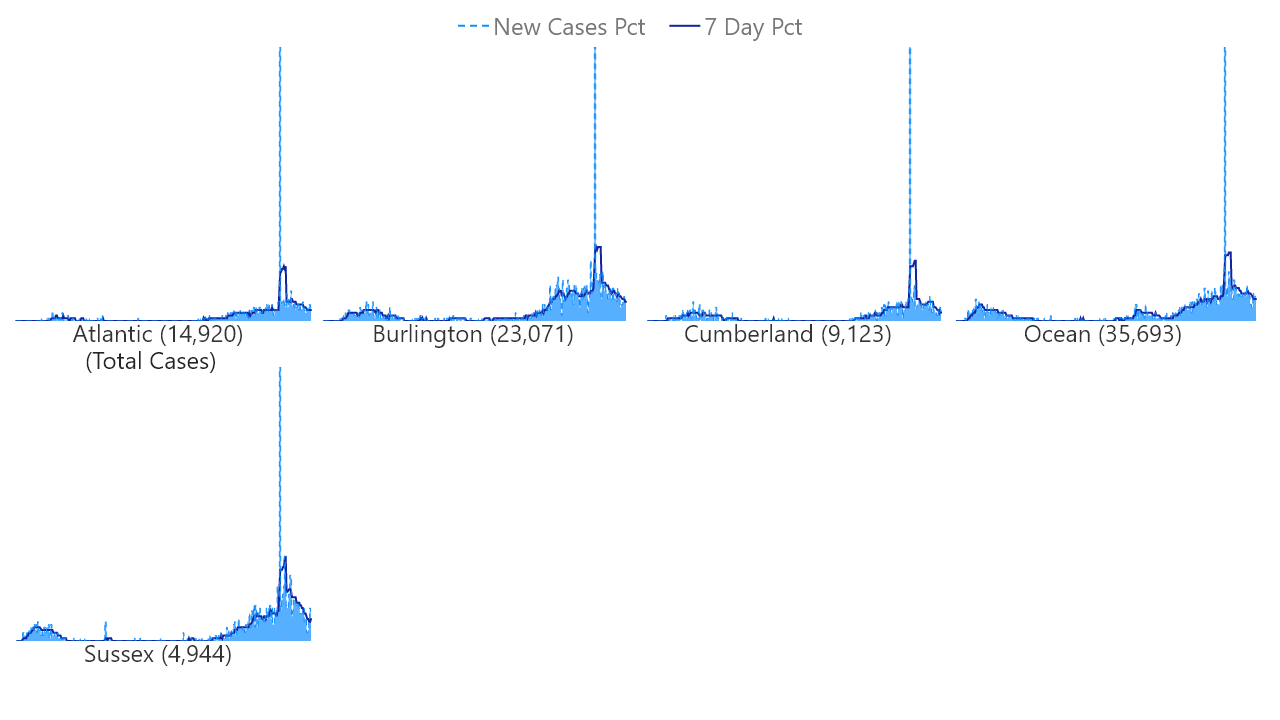 New Cases Pct 7 Day Pct
Atlantic (14,920) Burlington (23,071) Cumberland (9,123) Ocean (35,693)
(Total Cases)
Sussex (4,944)